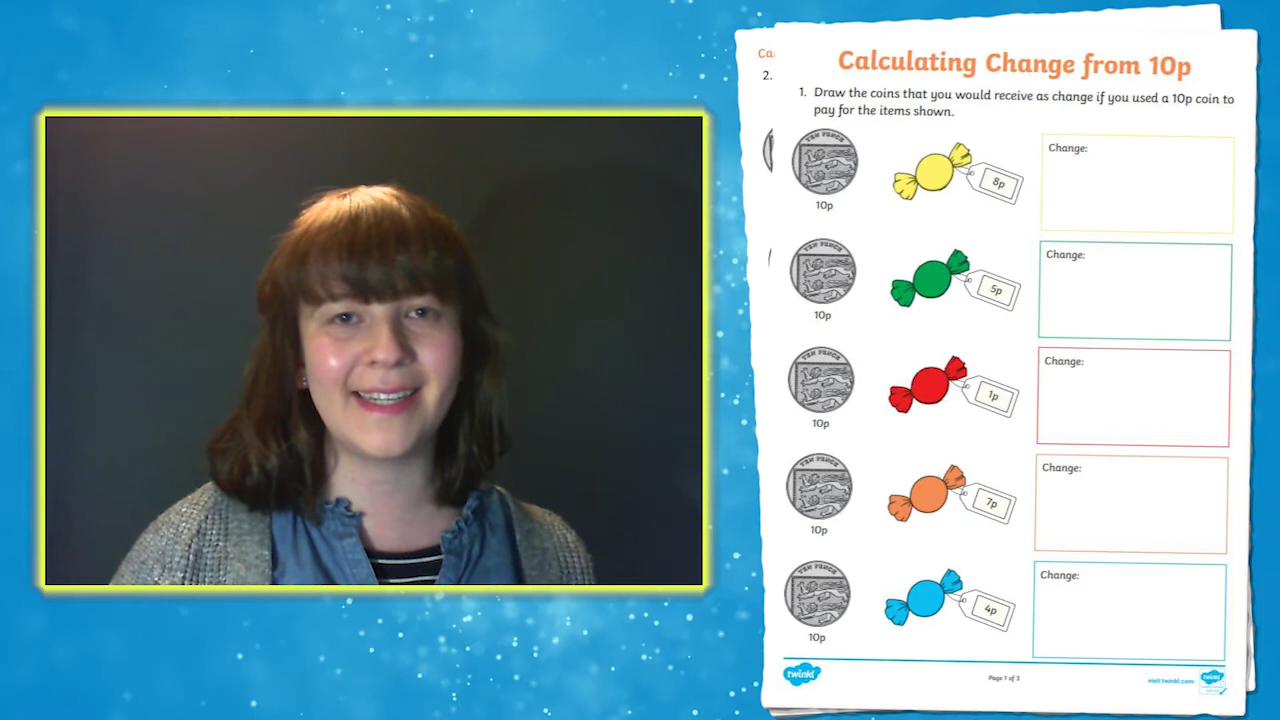 Ca
2.
Calculating Change from 10p
1. Draw the coins that you would receive as change if you used a 10p coin to
pay for the items shown.
TEN PENCE
10p
8p
Change:
TEN PENCE
10p
5p
Change:
TEN PENCE
10p
1p
Change:
TEN PENCE
10p
7p
Change:
TEN PENCE
10p
4p
Change:
twinkl
Page 1 of 3
visit twinkl.com
twinkl